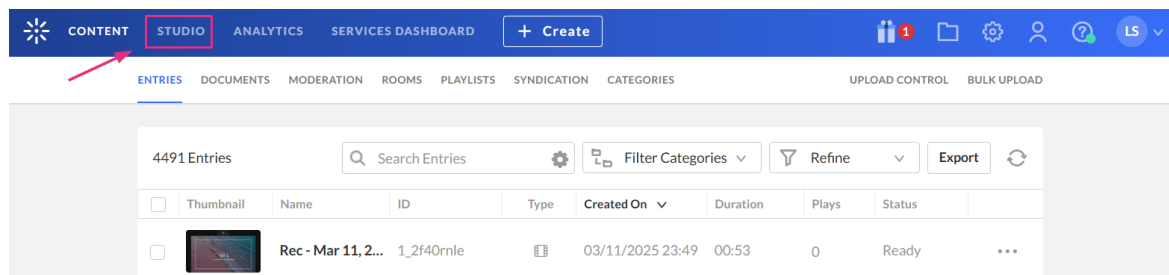 CONTENT STUDIO ANALYTICS SERVICES DASHBOARD + Create 1 LS
ENTRIES DOCUMENTS MODERATION ROOMS PLAYLISTS SYNDICATION CATEGORIES UPLOAD CONTROL BULK UPLOAD
4491 Entries Search Entries Filter Categories Refine Export
Thumbnail Name ID Type Created On Duration Plays Status
Rec - Mar 11, 2... 1_2f40rnle 03/11/2025 23:49 00:53 0 Ready